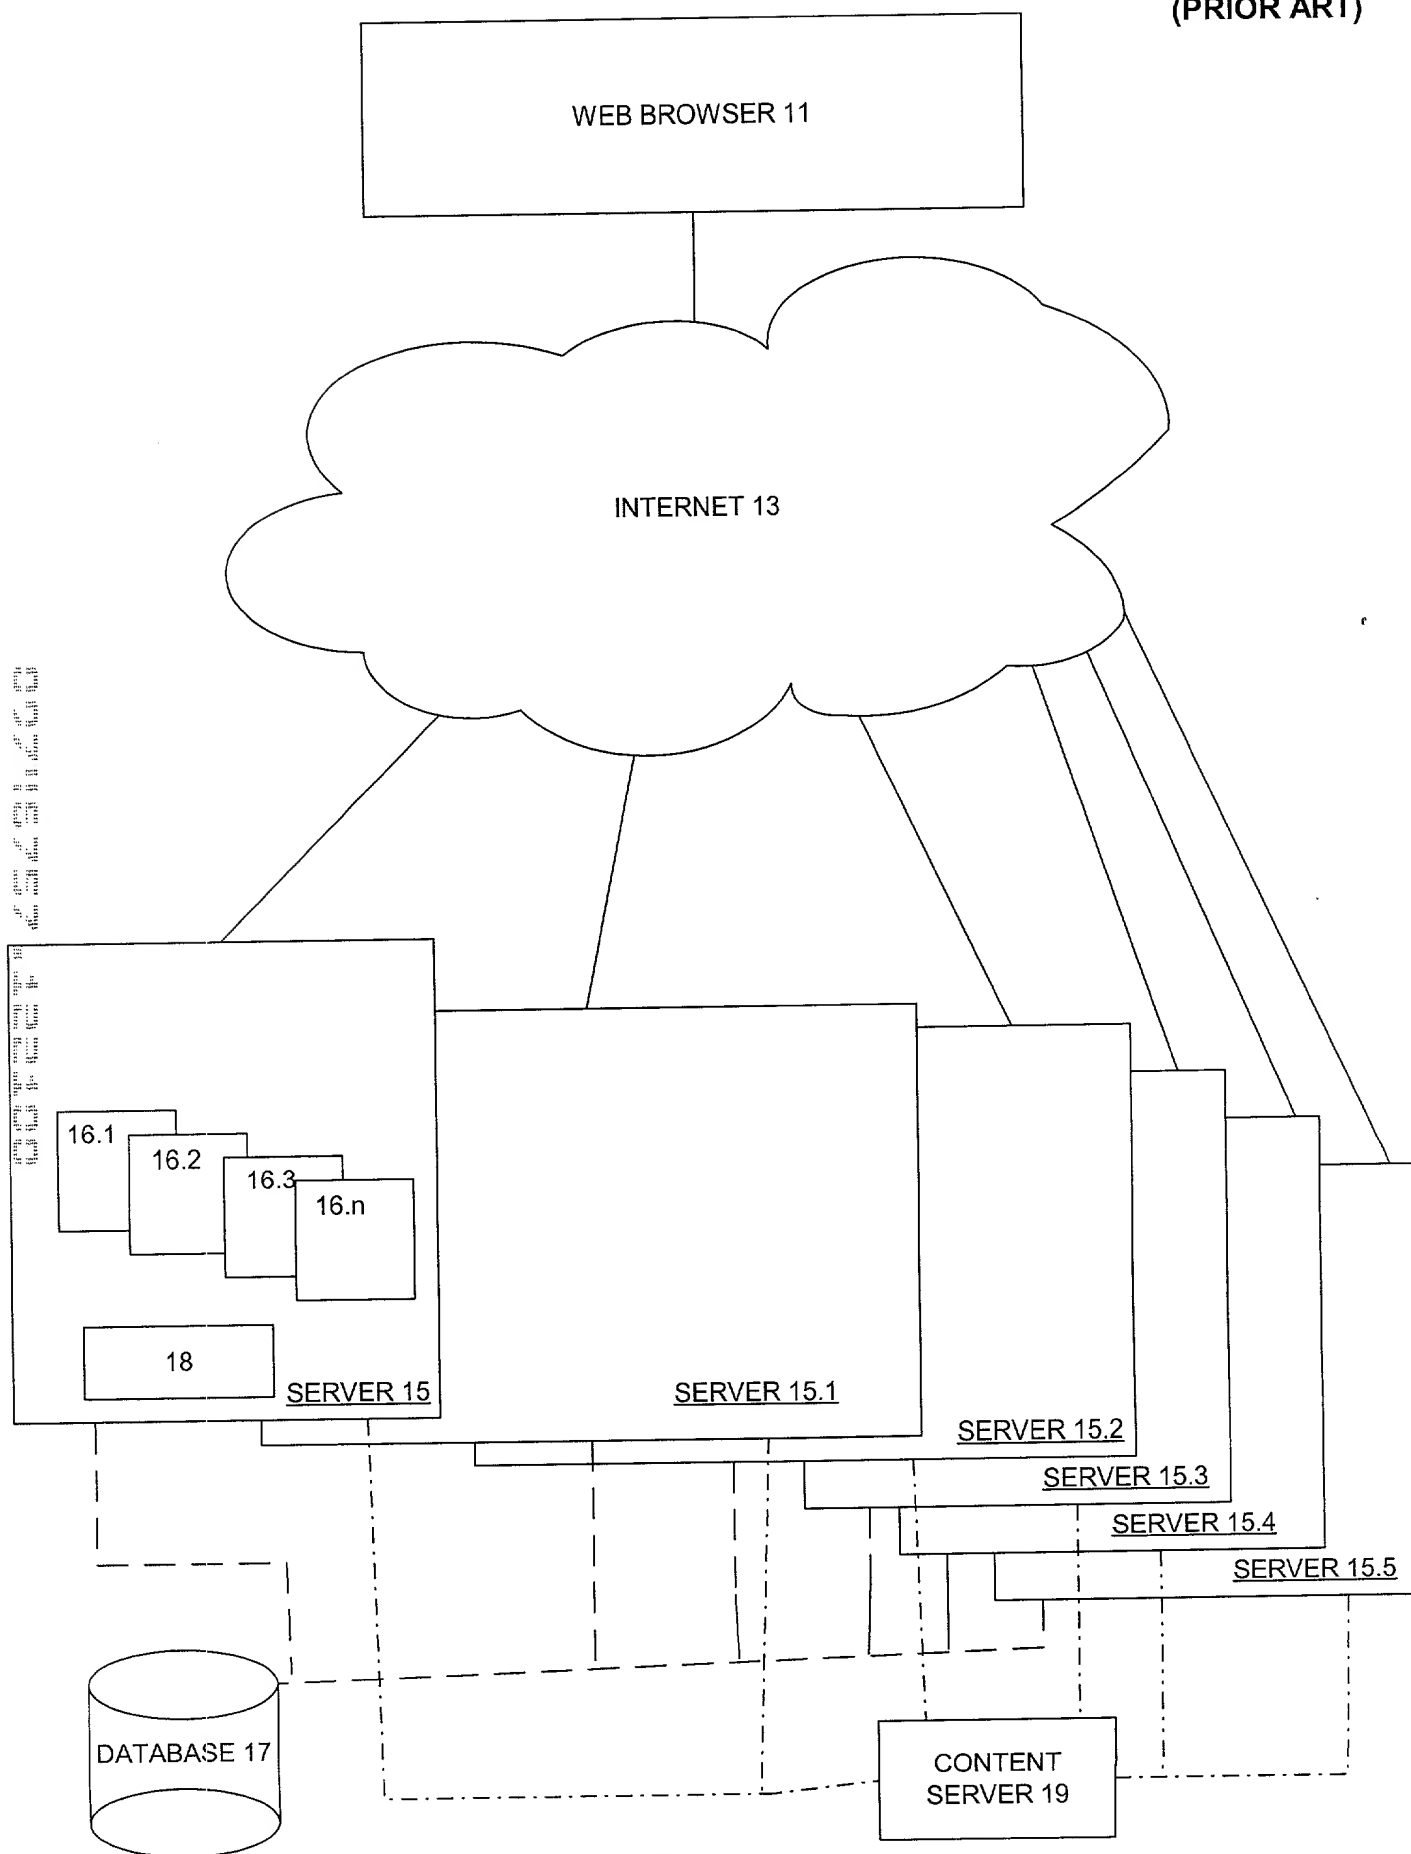 (PRIOR ART)
WEB BROWSER 11
INTERNET 13
16.1
16.2
16.3
16.n
18
SERVER 15
SERVER 15.1
SERVER 15.2
SERVER 15.3
SERVER 15.4
SERVER 15.5
DATABASE 17
CONTENT
SERVER 19